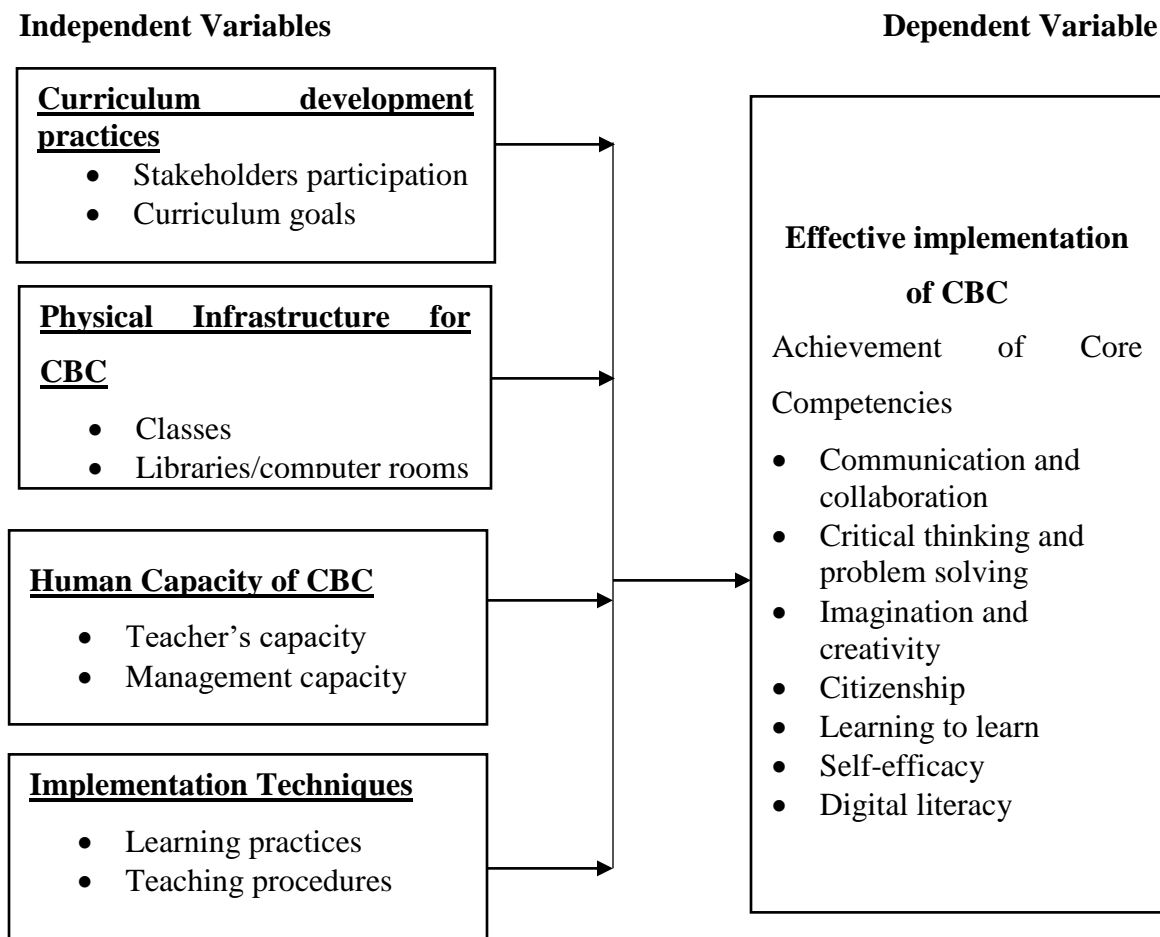 Independent Variables
Dependent Variable
Curriculum development
practices
• Stakeholders participation
• Curriculum goals
Physical Infrastructure for
CBC
• Classes
• Libraries/computer rooms
Human Capacity of CBC
• Teacher’s capacity
• Management capacity
Implementation Techniques
• Learning practices
• Teaching procedures
Effective implementation
of CBC
Achievement of Core
Competencies
• Communication and
collaboration
• Critical thinking and
problem solving
• Imagination and
creativity
• Citizenship
• Learning to learn
• Self-efficacy
• Digital literacy